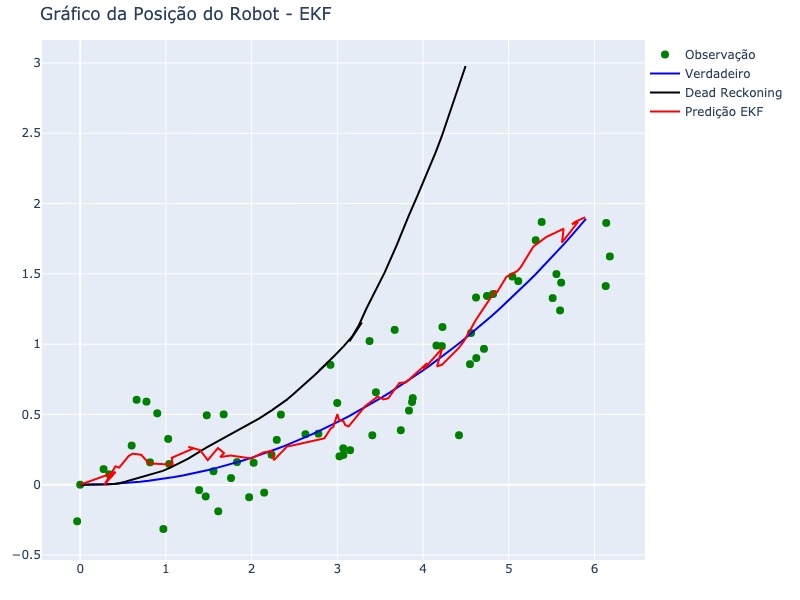 Gráfico da Posição do Robot - EKF
Observação
Verdadeiro
Dead Reckoning
Predição EKF
3
2.5
2
1.5
1
0.5
0
−0.5
0 1 2 3 4 5 6